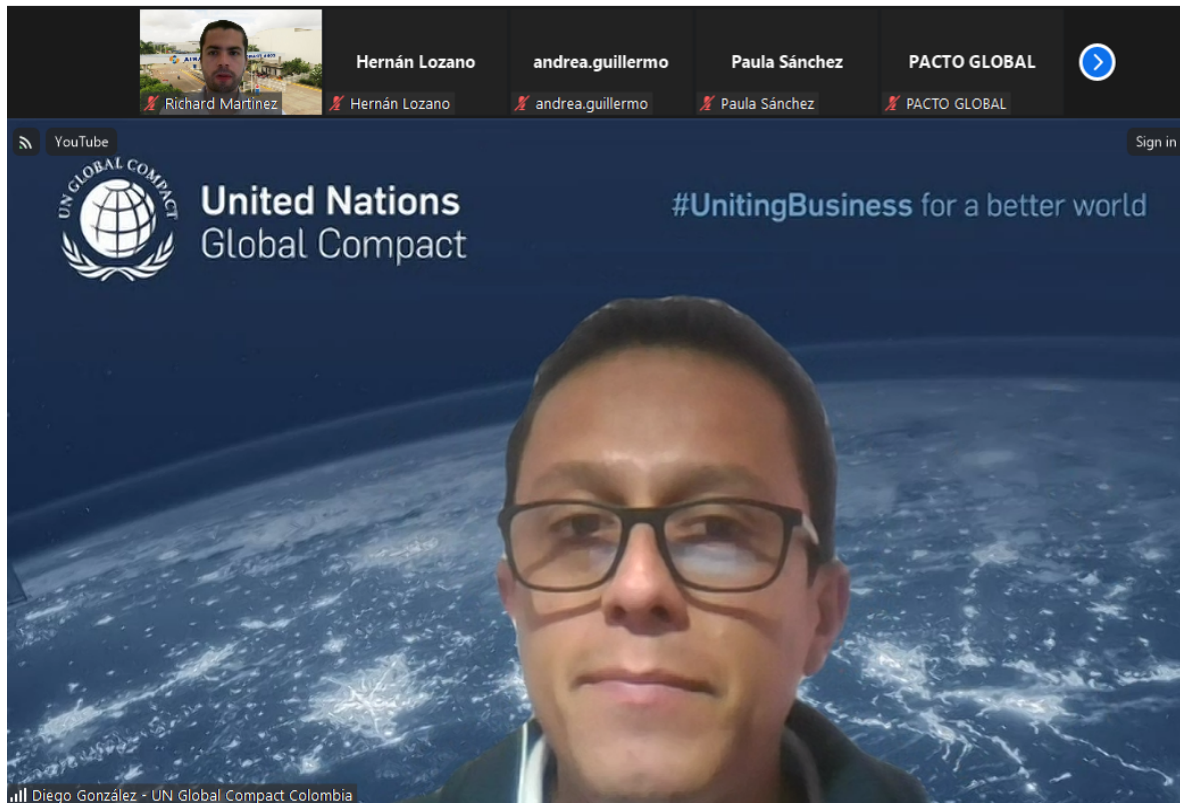 Hernán Lozano
andrea.guillermo
Paula Sánchez
PACTO GLOBAL
Richard Martinez
Hernán Lozano
andrea.guillermo
Paula Sánchez
PACTO GLOBAL
YouTube
Sign in
UN GLOBAL COMPACT
United Nations
Global Compact
#UnitingBusiness for a better world
Diego González - UN Global Compact Colombia